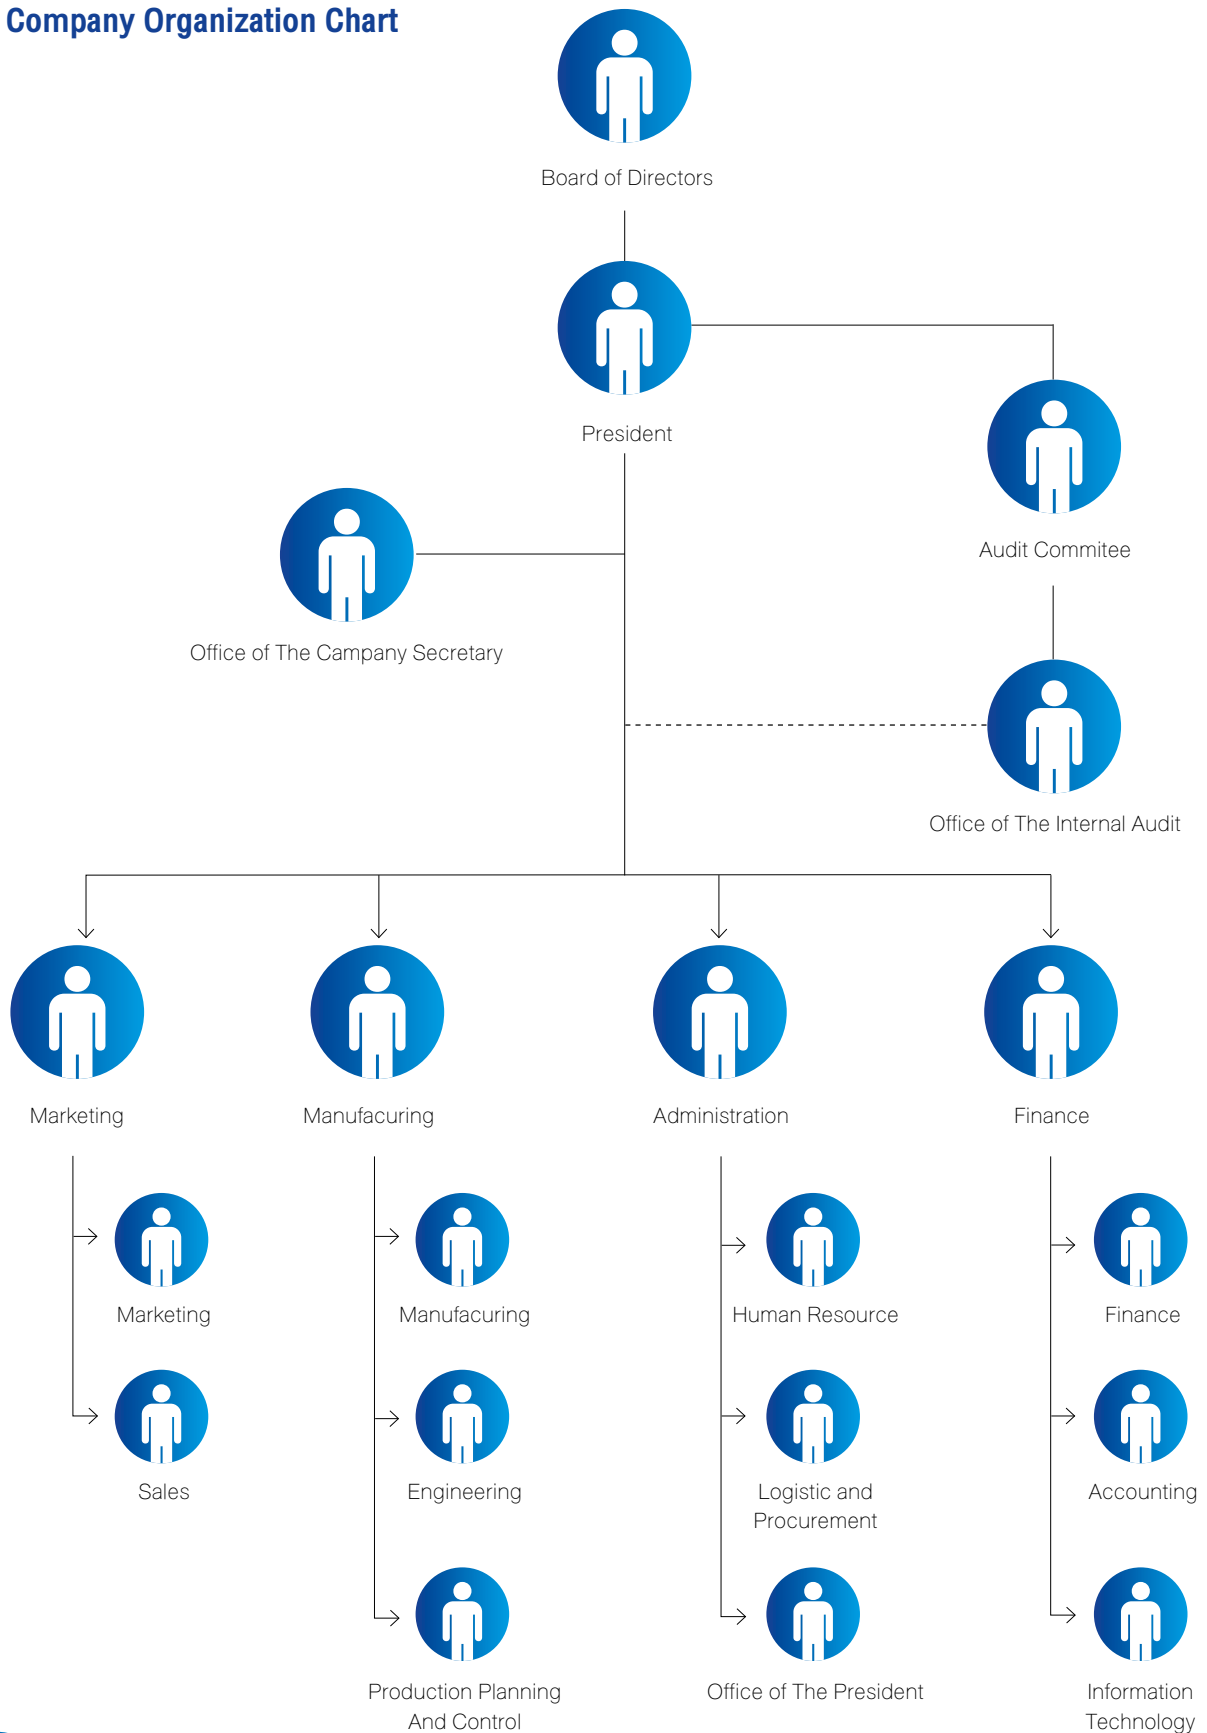 Company Organization Chart
Board of Directors
President
Audit Commitee
Office of The Campany Secretary
Office of The Internal Audit
Marketing
Manufacuring
Administration
Finance
Marketing
Manufacuring
Human Resource
Finance
Sales
Engineering
Logistic and
Procurement
Accounting
Production Planning
And Control
Office of The President
Information
Technology